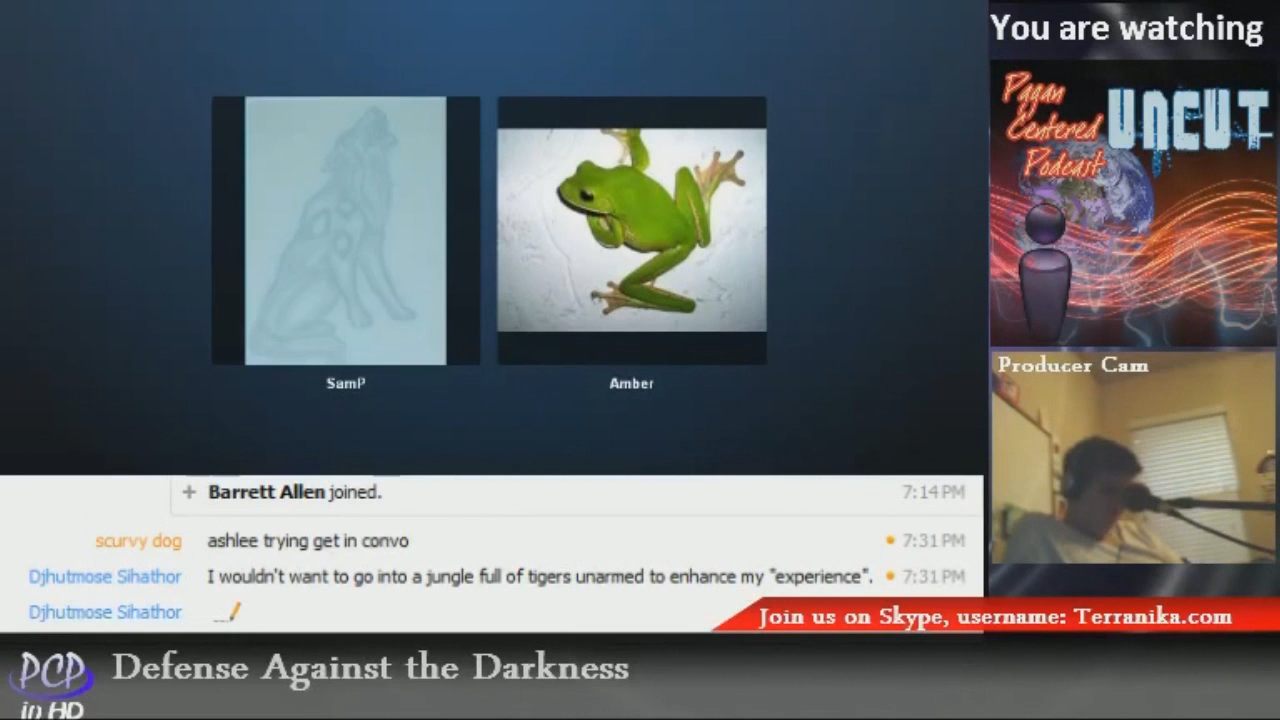 You are watching
Pagan
Centered
Podcast
UNCUT
Producer Cam
SamP
Amber
Barrett Allen joined. 7:14 PM
scurvy dog ashlee trying get in convo 7:31 PM
Djhutmose Sihathor I wouldn't want to go into a jungle full of tigers unarmed to enhance my "experience". 7:31 PM
Djhutmose Sihathor
Join us on Skype, username: Terranika.com
PCP
in HD
Defense Against the Darkness